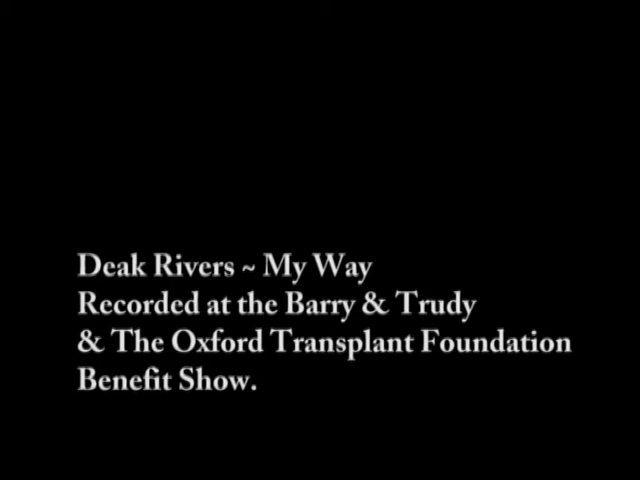 Deak Rivers ~ My Way
Recorded at the Barry & Trudy
& The Oxford Transplant Foundation
Benefit Show.